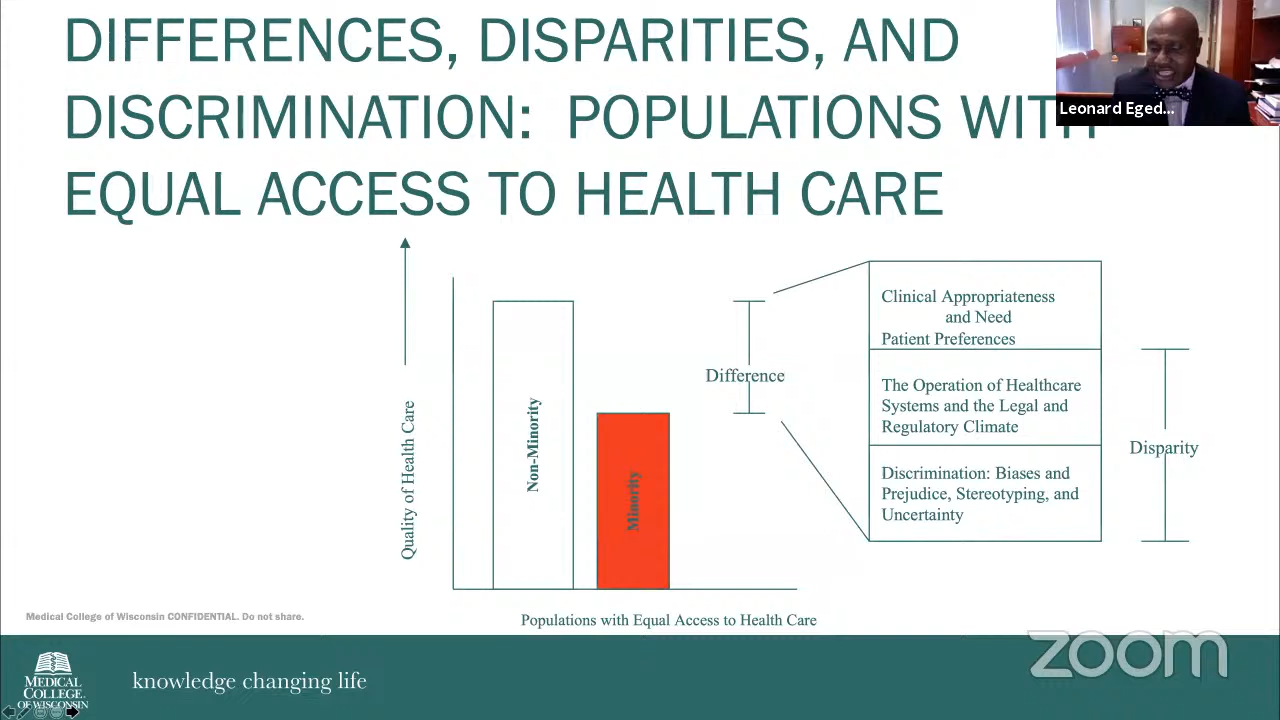 DIFFERENCES, DISPARITIES, AND
DISCRIMINATION: POPULATIONS WITH
EQUAL ACCESS TO HEALTH CARE
Leonard Eged...
Quality of Health Care
Non-Minority
Minority
Difference
Clinical Appropriateness
and Need
Patient Preferences
The Operation of Healthcare
Systems and the Legal and
Regulatory Climate
Discrimination: Biases and
Prejudice, Stereotyping, and
Uncertainty
Disparity
Populations with Equal Access to Health Care
Medical College of Wisconsin CONFIDENTIAL. Do not share.
MEDICAL
COLLEGE
OF WISCONSIN
knowledge changing life
zoom